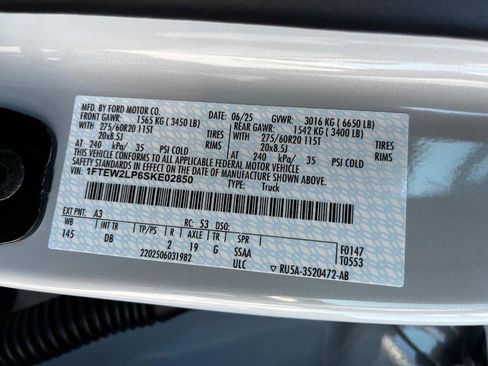 MFD. BY FORD MOTOR CO.
DATE: 06/25 GVWR: 3016 KG ( 6650 LB)
FRONT GAWR: 1565 KG ( 3450 LB) REAR GAWR: 1542 KG ( 3400 LB)
WITH TIRES WITH TIRES
275/60R20 115T 275/60R20 115T
20x8.5J RIMS 20x8.5J RIMS
AT 240 kPa/ 35 PSI COLD AT 240 kPa/ 35 PSI COLD
THIS VEHICLE CONFORMS TO ALL APPLICABLE FEDERAL MOTOR VEHICLE
SAFETY STANDARDS IN EFFECT ON THE DATE OF MANUFACTURE SHOWN ABOVE.
VIN: 1FTEW2LP6SKE02850 TYPE: Truck
EXT PNT: A3 RC: 53 DSO:
WB INT TR TP/PS R AXLE TR SPR F0147
145 DB 2 19 G SSAA T0553
2202506031982 ULC ▽RU5A-3520472-AB